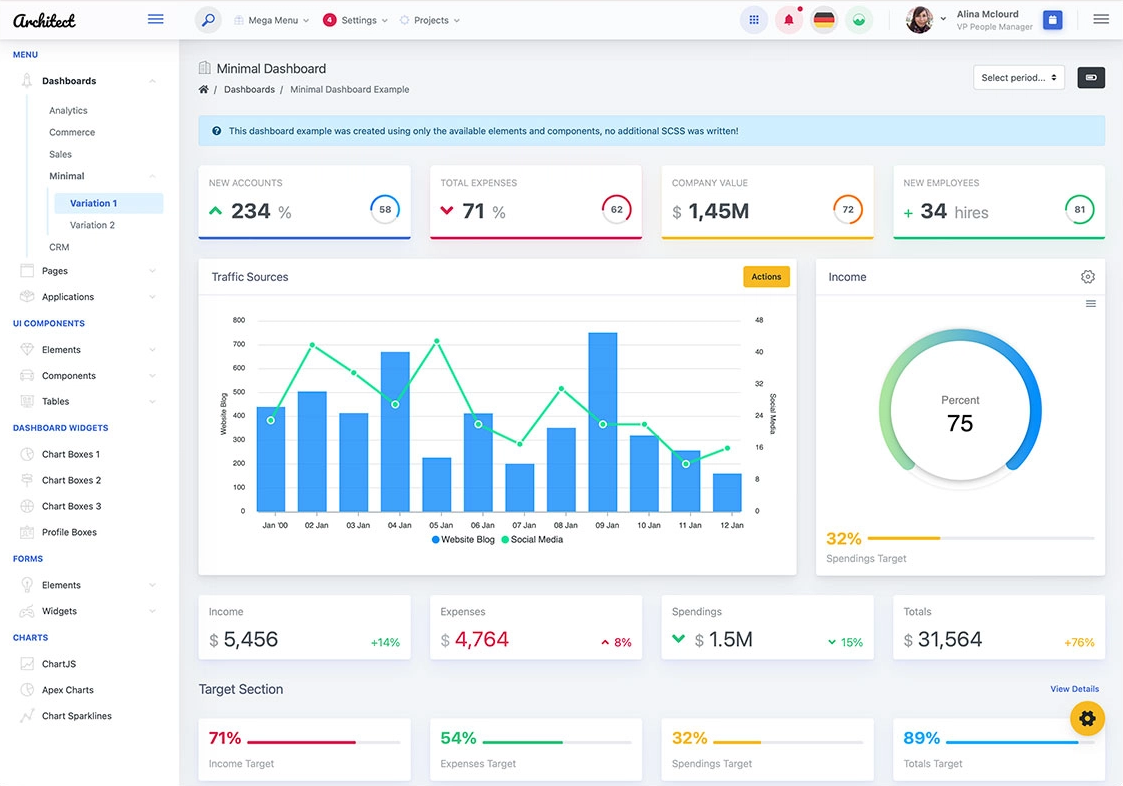 Architect
Mega Menu
4
Settings
Projects
Alina Mclourd
VP People Manager
MENU
Dashboards
Analytics
Commerce
Sales
Minimal
Variation 1
Variation 2
CRM
Pages
Applications
UI COMPONENTS
Elements
Components
Tables
DASHBOARD WIDGETS
Chart Boxes 1
Chart Boxes 2
Chart Boxes 3
Profile Boxes
FORMS
Elements
Widgets
CHARTS
ChartJS
Apex Charts
Chart Sparklines
Minimal Dashboard
/ Dashboards / Minimal Dashboard Example
Select period...
This dashboard example was created using only the available elements and components, no additional SCSS was written!
NEW ACCOUNTS
234 %
58
TOTAL EXPENSES
71 %
62
COMPANY VALUE
$ 1,45M
72
NEW EMPLOYEES
+ 34 hires
81
Traffic Sources
Actions
800
700
600
500
400
300
200
100
0
Website Blog
48
40
32
24
16
8
0
Social Media
Jan '00 02 Jan 03 Jan 04 Jan 05 Jan 06 Jan 07 Jan 08 Jan 09 Jan 10 Jan 11 Jan 12 Jan
Website Blog Social Media
Income
Percent
75
32%
Spendings Target
Income
$ 5,456
+14%
Expenses
$ 4,764
8%
Spendings
$ 1.5M
15%
Totals
$ 31,564
+76%
Target Section
View Details
71%
Income Target
54%
Expenses Target
32%
Spendings Target
89%
Totals Target